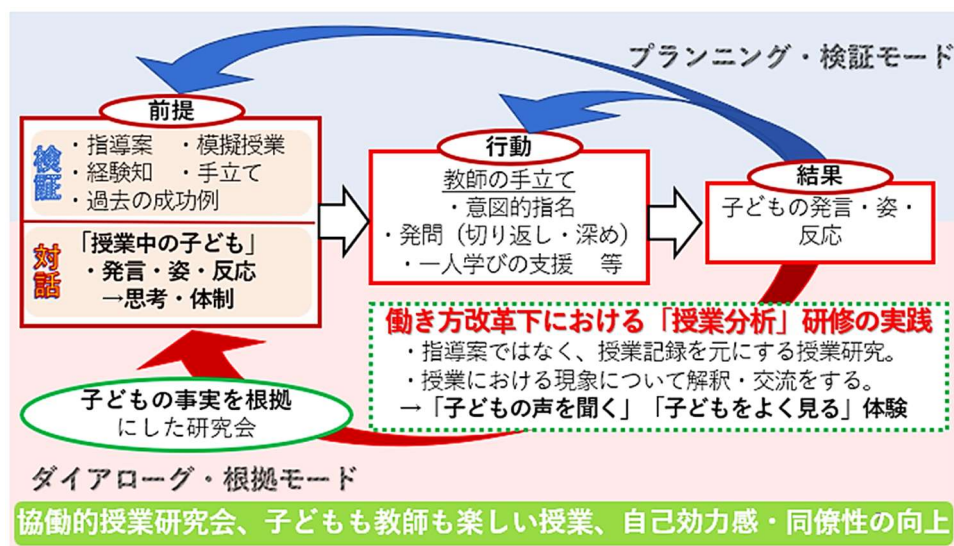 プランニング・検証モード
前提
検証
・指導案　・模擬授業
・経験知　・手立て
・過去の成功例
対話
「授業中の子ども」
・発言・姿・反応
→思考・体制
行動
教師の手立て
・意図的指名
・発問（切り返し・深め）
・一人学びの支援　等
結果
子どもの発言・姿・
反応
働き方改革下における「授業分析」研修の実践
・指導案ではなく、授業記録を元にする授業研究。
・授業における現象について解釈・交流をする。
→「子どもの声を聞く」「子どもをよく見る」体験
子どもの事実を根拠
にした研究会
ダイアローグ・根拠モード
協働的授業研究会、子どもも教師も楽しい授業、自己効力感・同僚性の向上